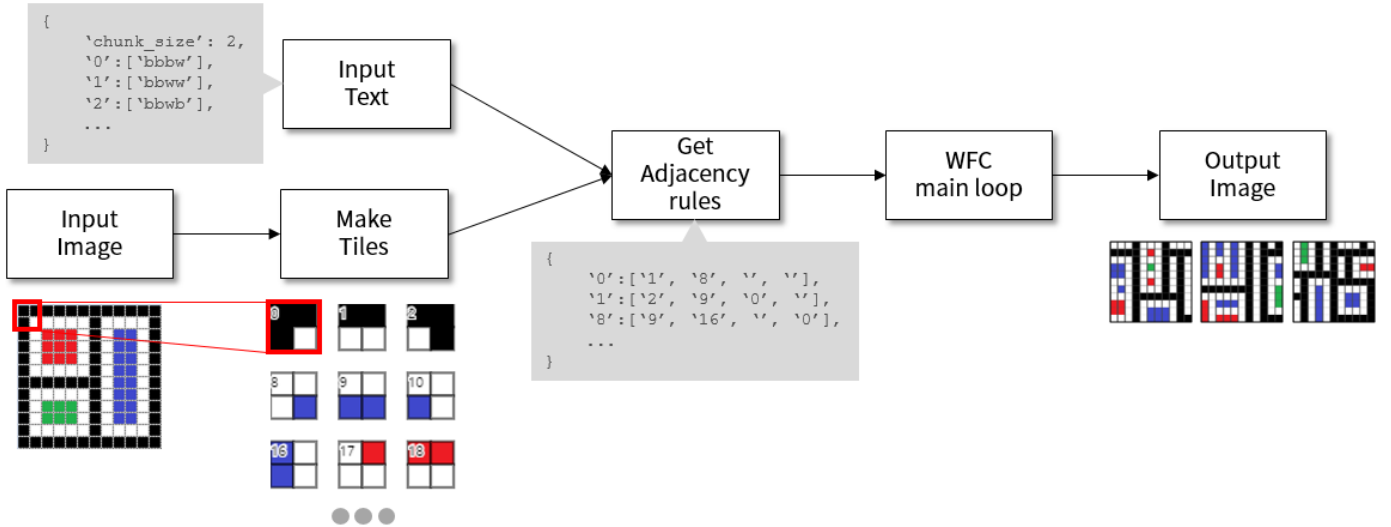 {
‘chunk_size’: 2,
‘0’:[‘bbbw’],
‘1’:[‘bbww’],
‘2’:[‘bbwb’],
...
}
Input
Text
Input
Image
Make
Tiles
Get
Adjacency
rules
WFC
main loop
Output
Image
{
‘0’:[‘1’, ‘8’, ‘’, ‘’],
‘1’:[‘2’, ‘9’, ‘0’, ‘’],
‘8’:[‘9’, ‘16’, ‘’, ‘0’],
...
}
0 1 2
8 9 10
16 17 18